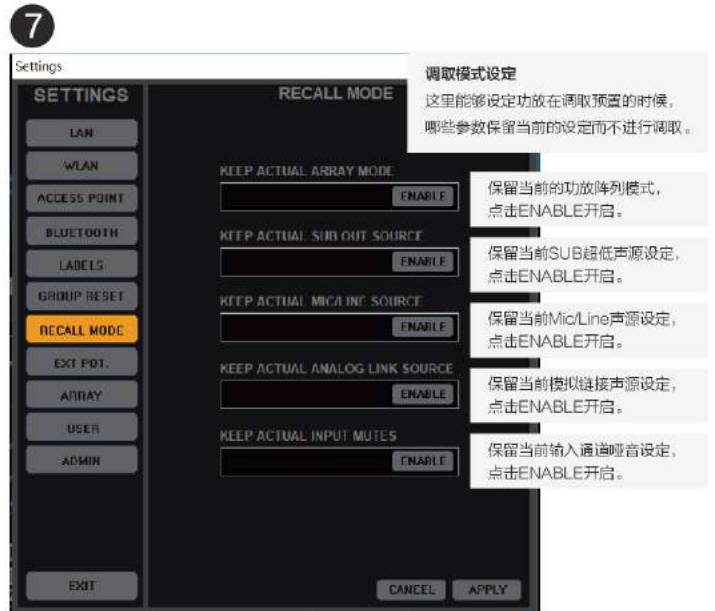 7
Settings
调取模式设定
这里能够设定功放在调取预置的时候，
哪些参数保留当前的设定而不进行调取。
SETTINGS
RECALL MODE
LAN
WLAN
ACCESS POINT
BLUETOOTH
LABELS
GROUP RESET
RECALL MODE
EXT POT.
ARRAY
USER
ADMIN
EXIT
KEEP ACTUAL ARRAY MODE
ENABLE
保留当前的功放阵列模式，
点击ENABLE开启。
KEEP ACTUAL SUB OUT SOURCE
ENABLE
保留当前SUB超低声源设定，
点击ENABLE开启。
KEEP ACTUAL MIC/LINE SOURCE
ENABLE
保留当前Mic/Line声源设定，
点击ENABLE开启。
KEEP ACTUAL ANALOG LINK SOURCE
ENABLE
保留当前模拟链接声源设定，
点击ENABLE开启。
KEEP ACTUAL INPUT MUTES
ENABLE
保留当前输入通道哑音设定，
点击ENABLE开启。
CANCEL
APPLY